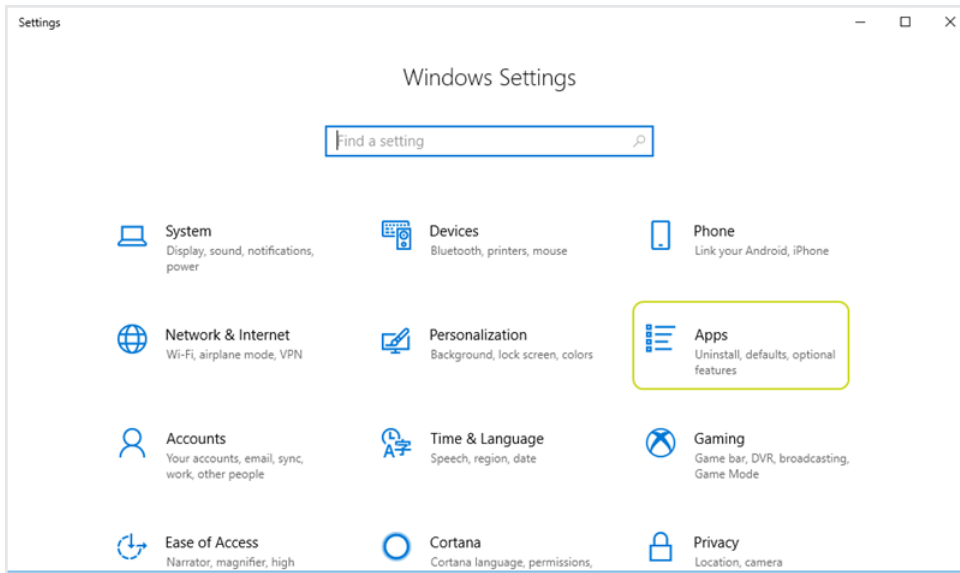 Settings
Windows Settings
Find a setting
System
Display, sound, notifications,
power
Devices
Bluetooth, printers, mouse
Phone
Link your Android, iPhone
Network & Internet
Wi-Fi, airplane mode, VPN
Personalization
Background, lock screen, colors
Apps
Uninstall, defaults, optional
features
Accounts
Your accounts, email, sync,
work, other people
Time & Language
Speech, region, date
Gaming
Game bar, DVR, broadcasting,
Game Mode
Ease of Access
Narrator, magnifier, high
Cortana
Cortana language, permissions,
Privacy
Location, camera